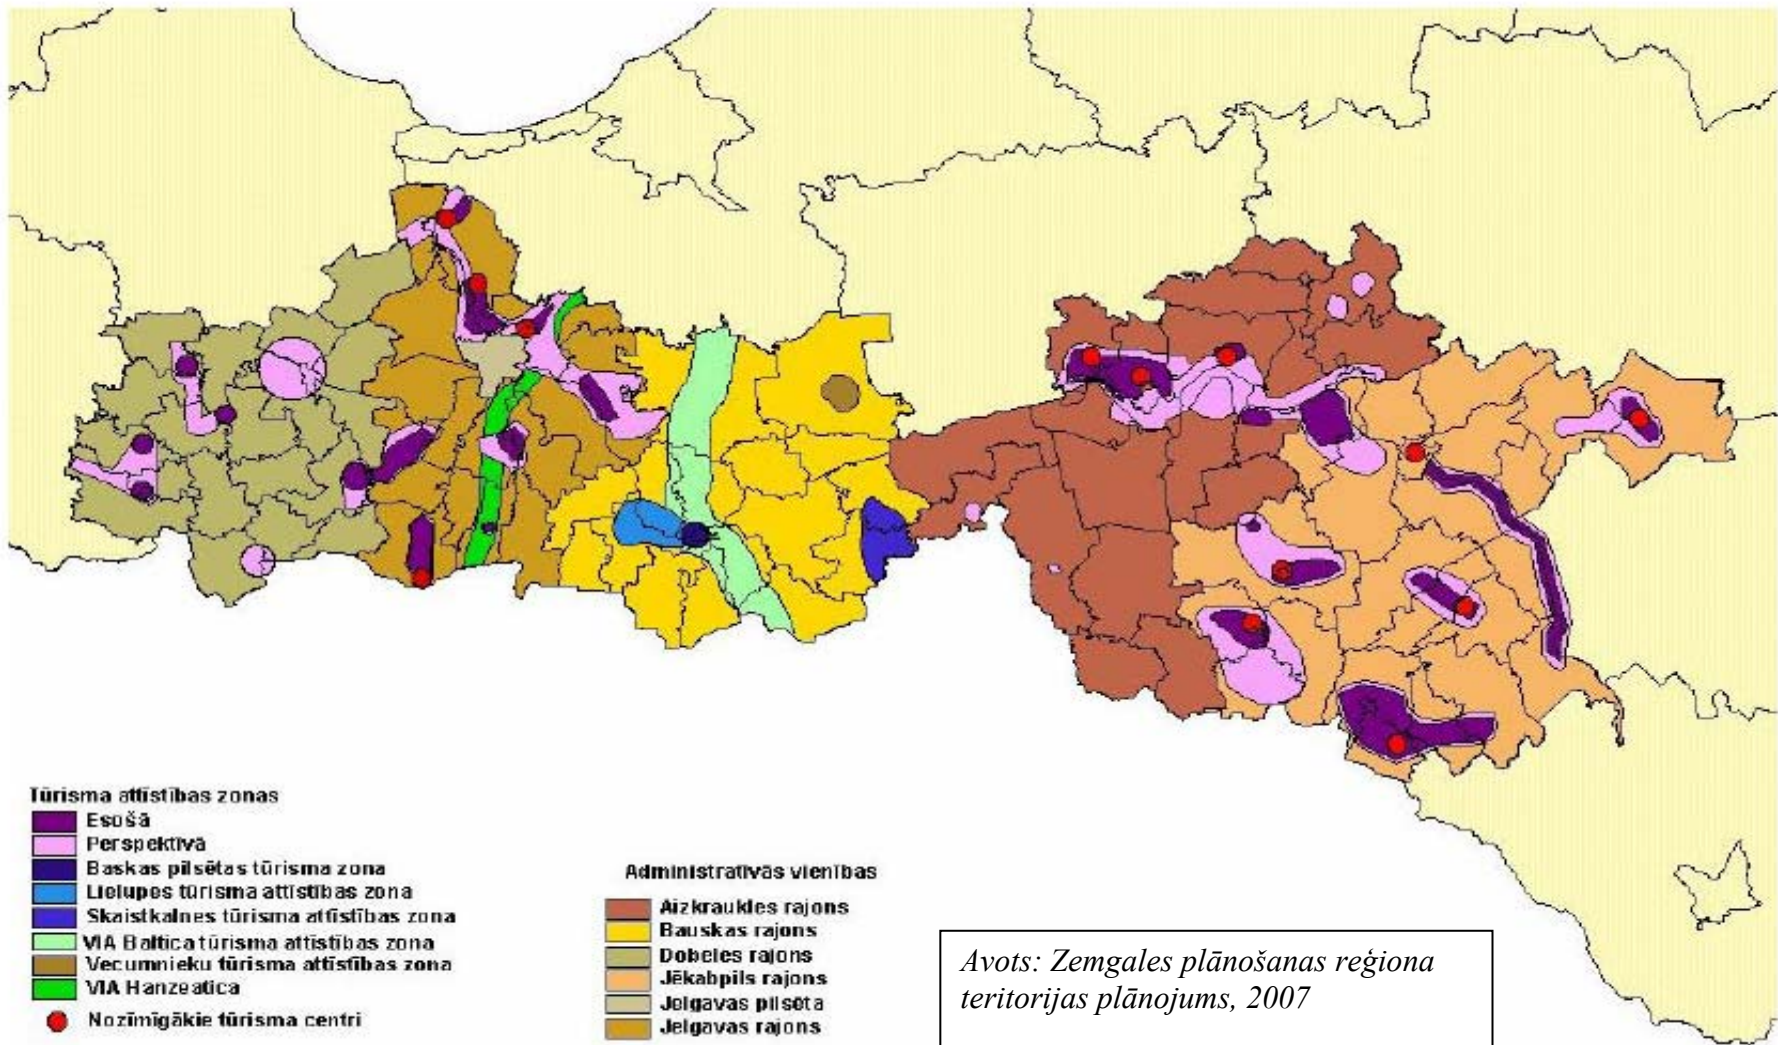 Tūrisma attīstības zonas
Esošā
Perspektīvā
Baskas pilsētas tūrisma zona
Lielupes tūrisma attīstības zona
Skaistkalnes tūrisma attīstības zona
VIA Baltica tūrisma attīstības zona
Vecumnieku tūrisma attīstības zona
VIA Hanzeatica
Nozīmīgākie tūrisma centri
Administratīvās vienības
Aizkraukles rajons
Bauskas rajons
Dobeles rajons
Jēkabpils rajons
Jelgavas pilsēta
Jelgavas rajons
Avots: Zemgales plānošanas reģiona
teritorijas plānojums, 2007